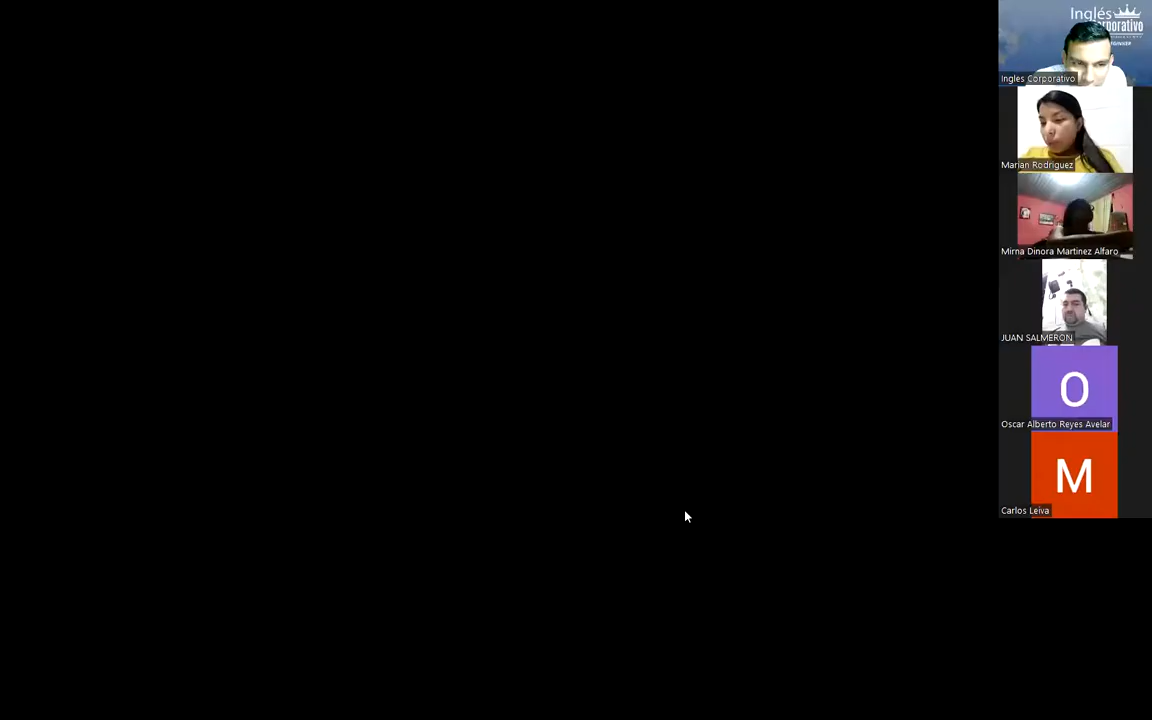 Inglés
Corporativo
Ingles Corporativo
Marian Rodriguez
Mirna Dinora Martinez Alfaro
JUAN SALMERON
O
Oscar Alberto Reyes Avelar
M
Carlos Leiva